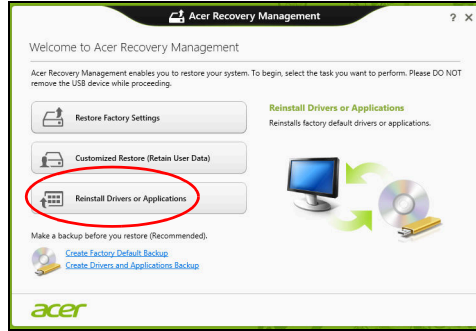 Acer Recovery Management
? X
Welcome to Acer Recovery Management
Acer Recovery Management enables you to restore your system. To begin, select the task you want to perform. Please DO NOT
remove the USB device while proceeding.
Restore Factory Settings
Customized Restore (Retain User Data)
Reinstall Drivers or Applications
Reinstall Drivers or Applications
Reinstalls factory default drivers or applications.
Make a backup before you restore (Recommended).
Create Factory Default Backup
Create Drivers and Applications Backup
acer